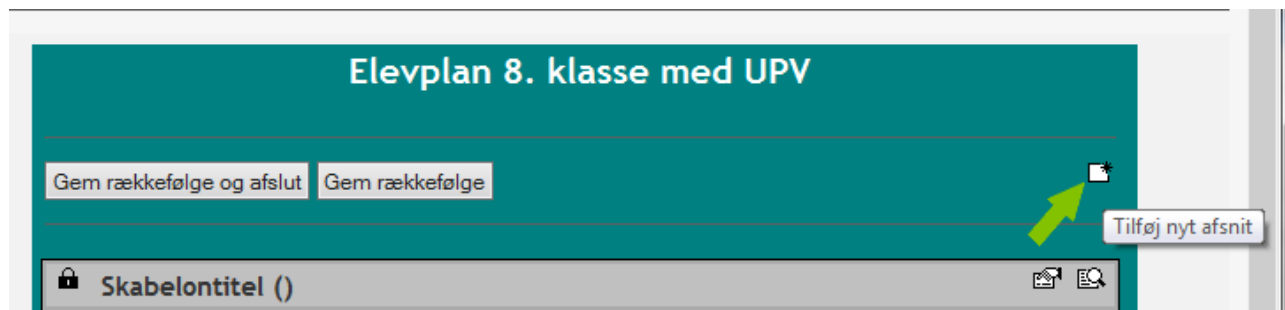 Elevplan 8. klasse med UPV
Gem rækkefølge og afslut Gem rækkefølge
Tilføj nyt afsnit
Skabelontitel ()